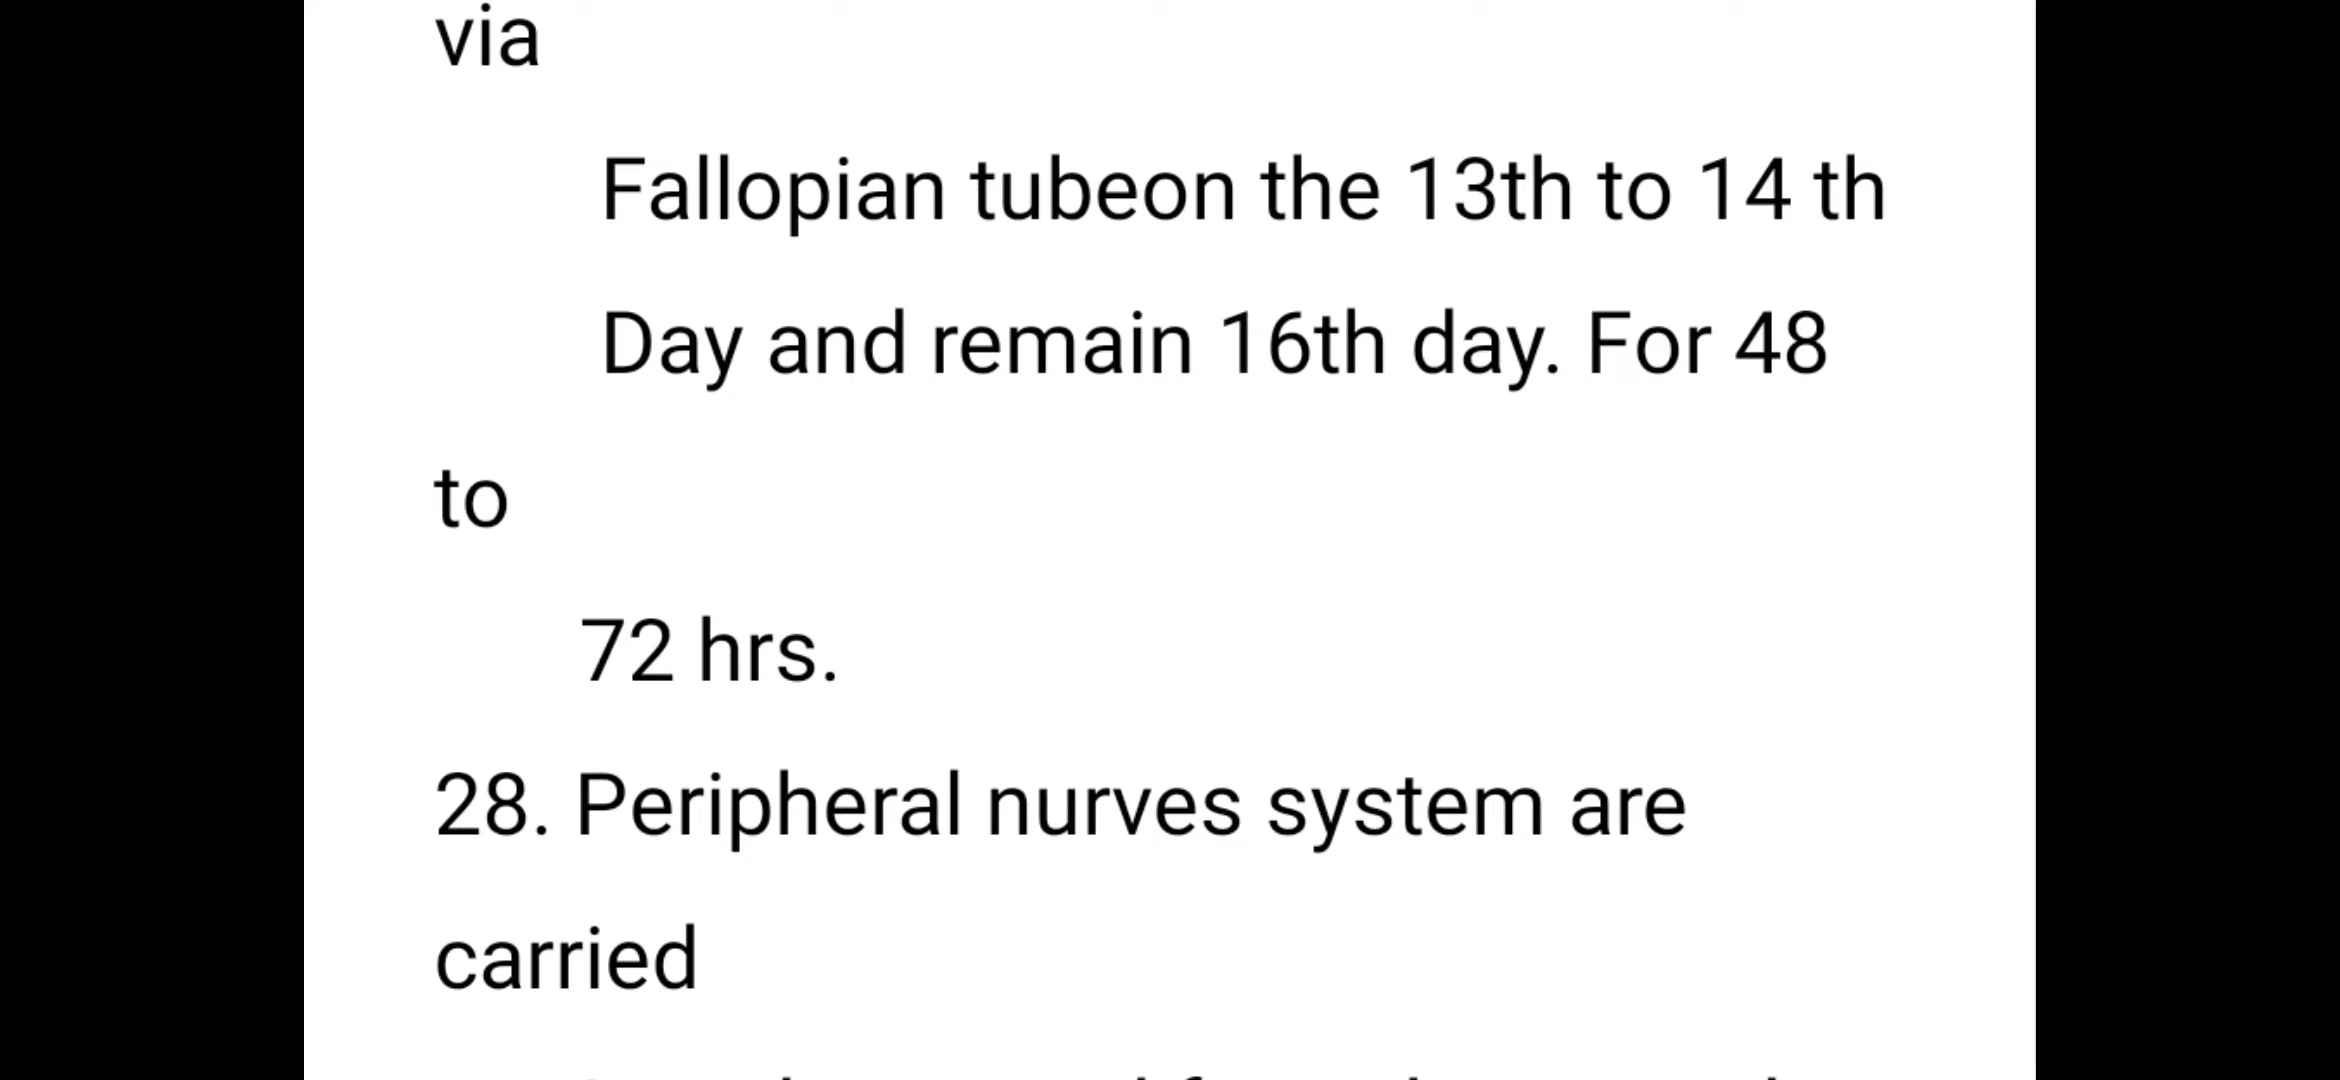 via
Fallopian tubeon the 13th to 14 th
Day and remain 16th day. For 48
to
72 hrs.
28. Peripheral nurves system are
carried